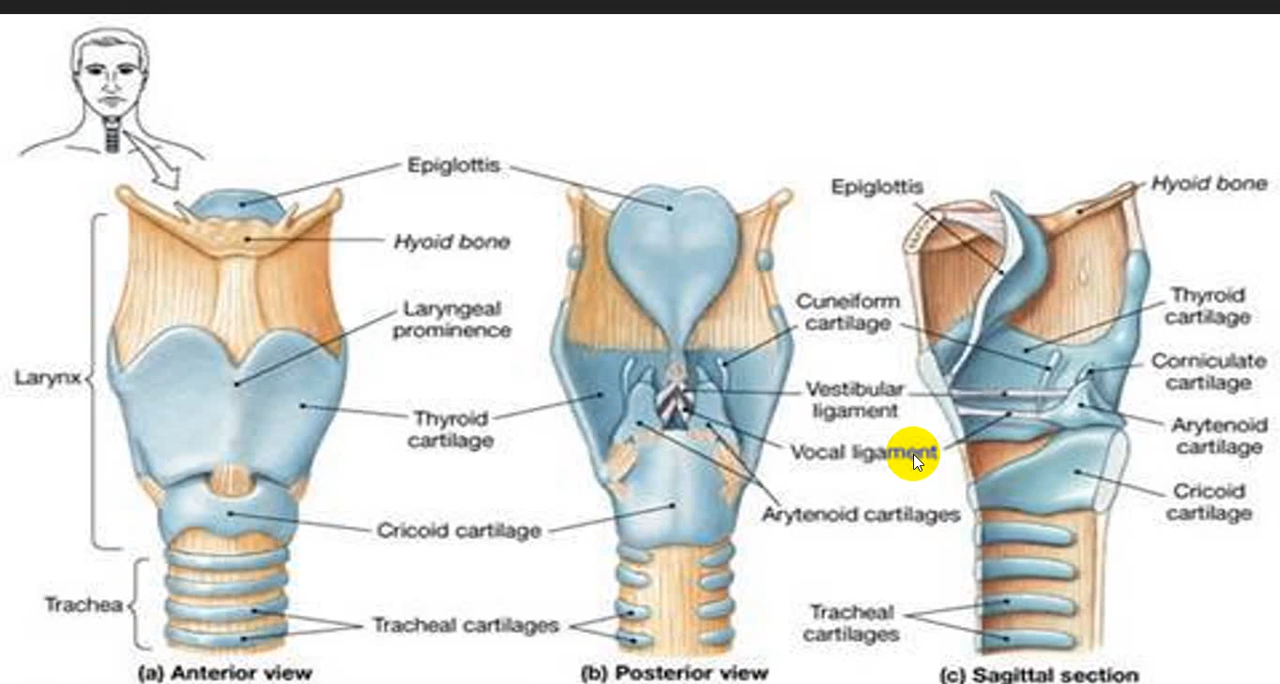 Epiglottis
Hyoid bone
Laryngeal
prominence
Larynx
Thyroid
cartilage
Cricoid cartilage
Trachea
Tracheal cartilages
(a) Anterior view
Cuneiform
cartilage
Vestibular
ligament
Vocal ligament
Arytenoid cartilages
(b) Posterior view
Epiglottis
Hyoid bone
Thyroid
cartilage
Corniculate
cartilage
Arytenoid
cartilage
Cricoid
cartilage
Tracheal
cartilages
(c) Sagittal section